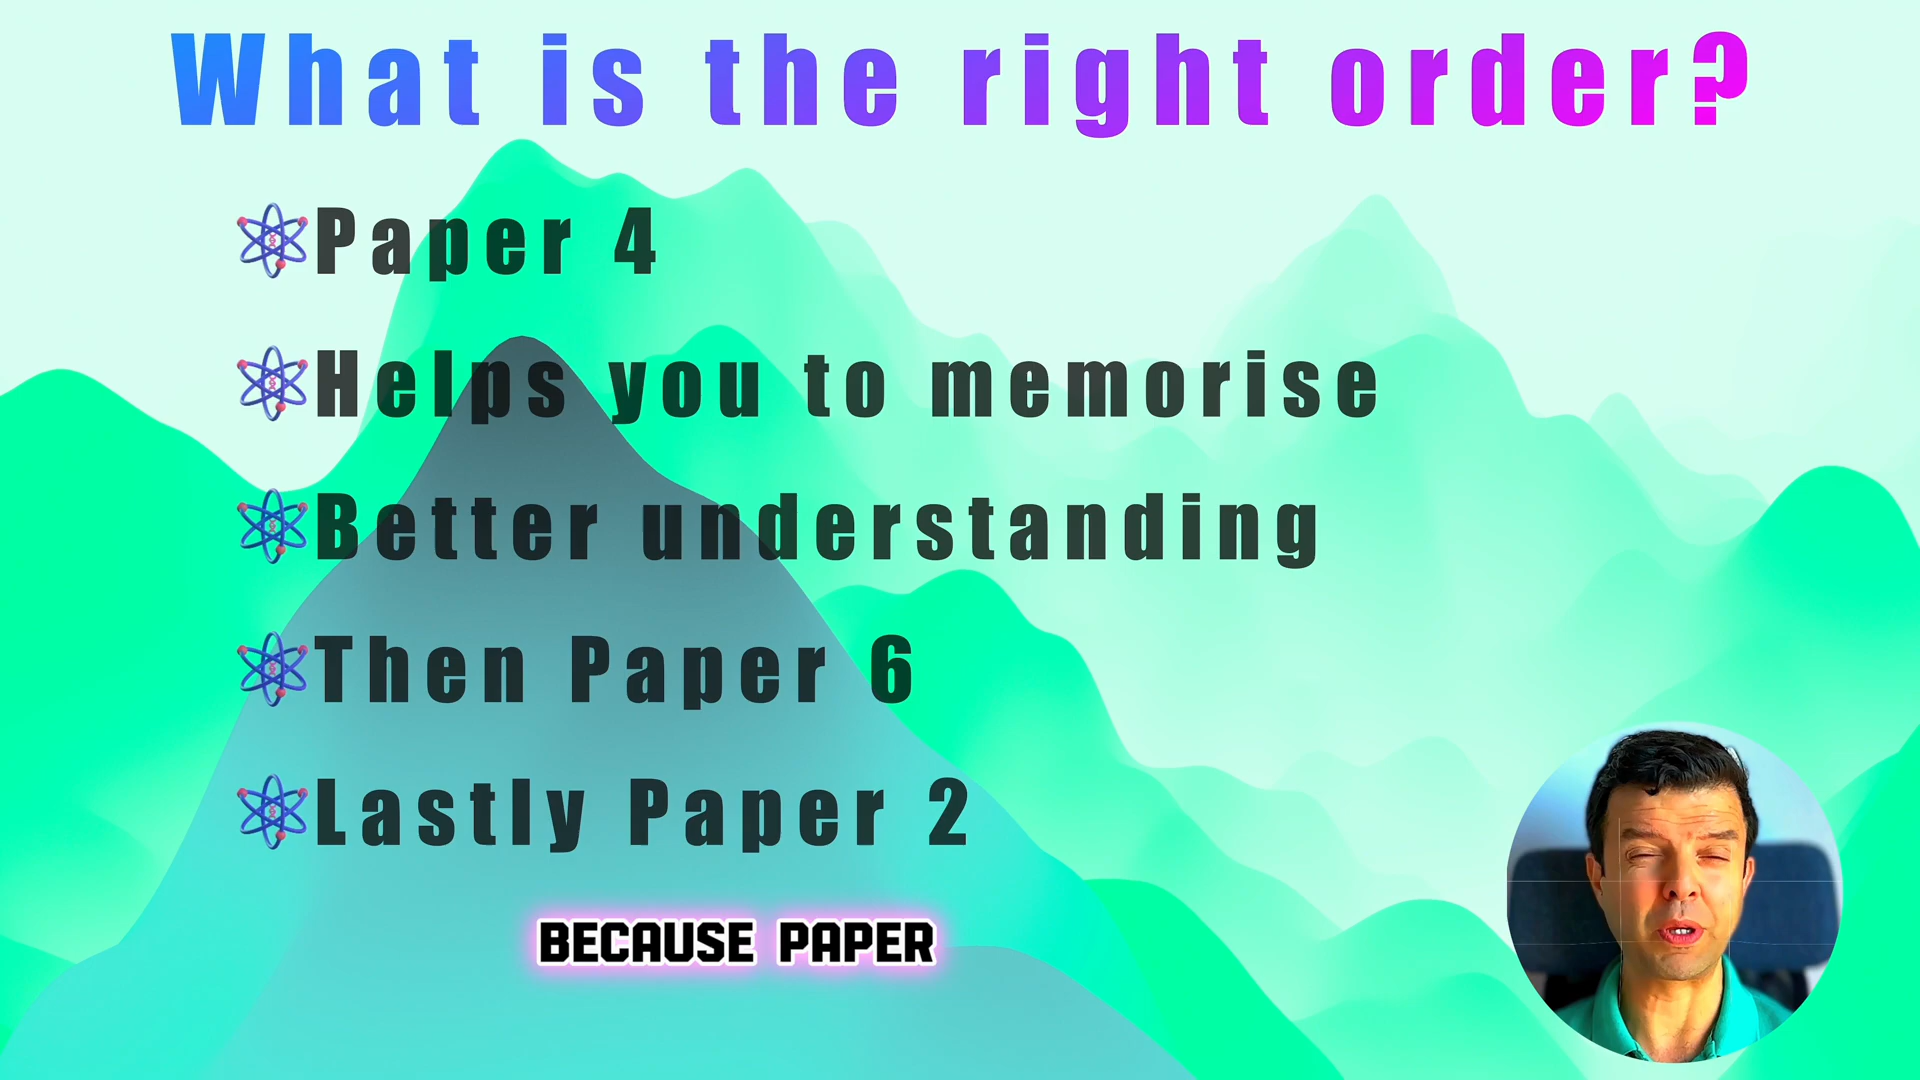 What is the right order?
Paper 4
Helps you to memorise
Better understanding
Then Paper 6
Lastly Paper 2
BECAUSE PAPER